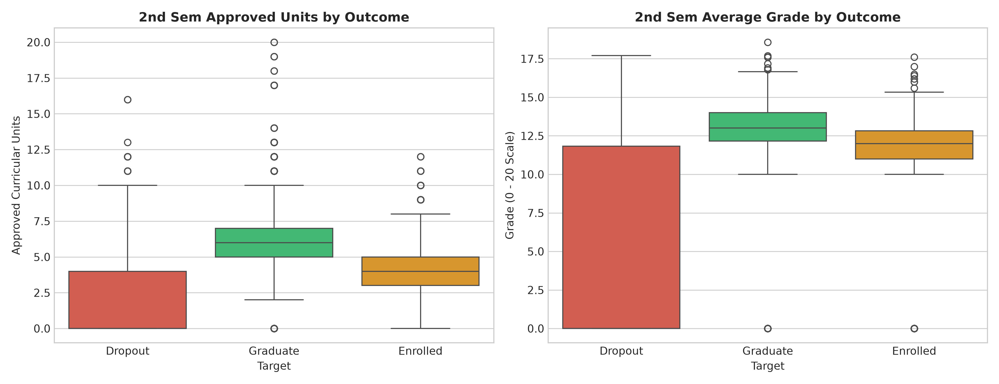 2nd Sem Approved Units by Outcome
Approved Curricular Units
20.0
17.5
15.0
12.5
10.0
7.5
5.0
2.5
0.0
Dropout
Graduate
Enrolled
Target
2nd Sem Average Grade by Outcome
Grade (0 - 20 Scale)
17.5
15.0
12.5
10.0
7.5
5.0
2.5
0.0
Dropout
Graduate
Enrolled
Target